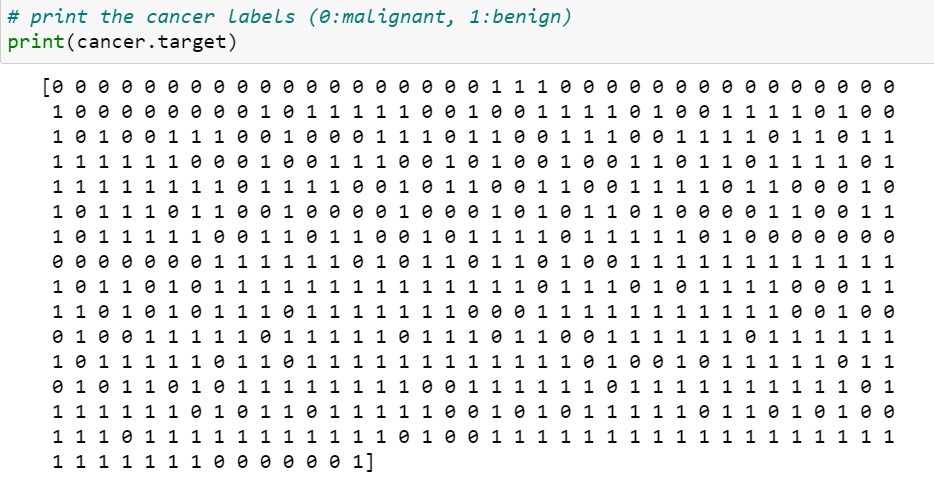 # print the cancer labels (0:malignant, 1:benign)
print(cancer.target)
[0 0 0 0 0 0 0 0 0 0 0 0 0 0 0 0 0 0 0 1 1 1 0 0 0 0 0 0 0 0 0 0 0 0 0 0 0
1 0 0 0 0 0 0 0 0 1 0 1 1 1 1 1 0 0 1 0 0 1 1 1 1 0 1 0 0 1 1 1 1 0 1 0 0
1 0 1 0 0 1 1 1 0 0 1 0 0 0 1 1 1 0 1 1 0 0 1 1 1 0 0 1 1 1 1 0 1 1 0 1 1
1 1 1 1 1 1 0 0 0 1 0 0 1 1 1 0 0 1 0 1 0 0 1 0 0 1 1 0 1 1 0 1 1 1 1 0 1
1 1 1 1 1 1 1 1 0 1 1 1 1 0 0 1 0 1 1 0 0 1 1 0 0 1 1 1 1 0 1 1 0 0 0 1 0
1 0 1 1 1 0 1 1 0 0 1 0 0 0 0 1 0 0 0 1 0 1 0 1 1 0 1 0 0 0 0 1 1 0 0 1 1
1 0 1 1 1 1 1 0 0 1 1 0 1 1 0 0 1 0 1 1 1 1 0 1 1 1 1 1 0 1 0 0 0 0 0 0 0
0 0 0 0 0 0 0 1 1 1 1 1 1 0 1 0 1 1 0 1 1 0 1 0 0 1 1 1 1 1 1 1 1 1 1 1 1
1 0 1 1 0 1 0 1 1 1 1 1 1 1 1 1 1 1 1 1 1 0 1 1 1 0 1 0 1 1 1 1 0 0 0 1 1
1 1 0 1 0 1 0 1 1 1 0 1 1 1 1 1 1 1 0 0 0 1 1 1 1 1 1 1 1 1 1 1 0 0 1 0 0
0 1 0 0 1 1 1 1 1 0 1 1 1 1 1 0 1 1 1 0 1 1 0 0 1 1 1 1 1 1 0 1 1 1 1 1 1
1 0 1 1 1 1 1 0 1 1 0 1 1 1 1 1 1 1 1 1 1 1 1 0 1 0 0 1 0 1 1 1 1 1 0 1 1
0 1 0 1 1 0 1 0 1 1 1 1 1 1 1 1 0 0 1 1 1 1 1 1 0 1 1 1 1 1 1 1 1 1 1 0 1
1 1 1 1 1 1 0 1 0 1 1 0 1 1 1 1 1 0 0 1 0 1 0 1 1 1 1 1 0 1 1 0 1 0 1 0 0
1 1 1 0 1 1 1 1 1 1 1 1 1 1 1 0 1 0 0 1 1 1 1 1 1 1 1 1 1 1 1 1 1 1 1 1 1
1 1 1 1 1 1 1 0 0 0 0 0 0 1]